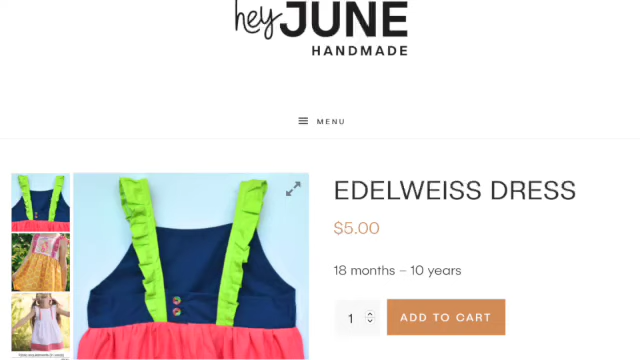 hey JUNE
HANDMADE
MENU
EDELWEISS DRESS
$5.00
18 months – 10 years
1
ADD TO CART